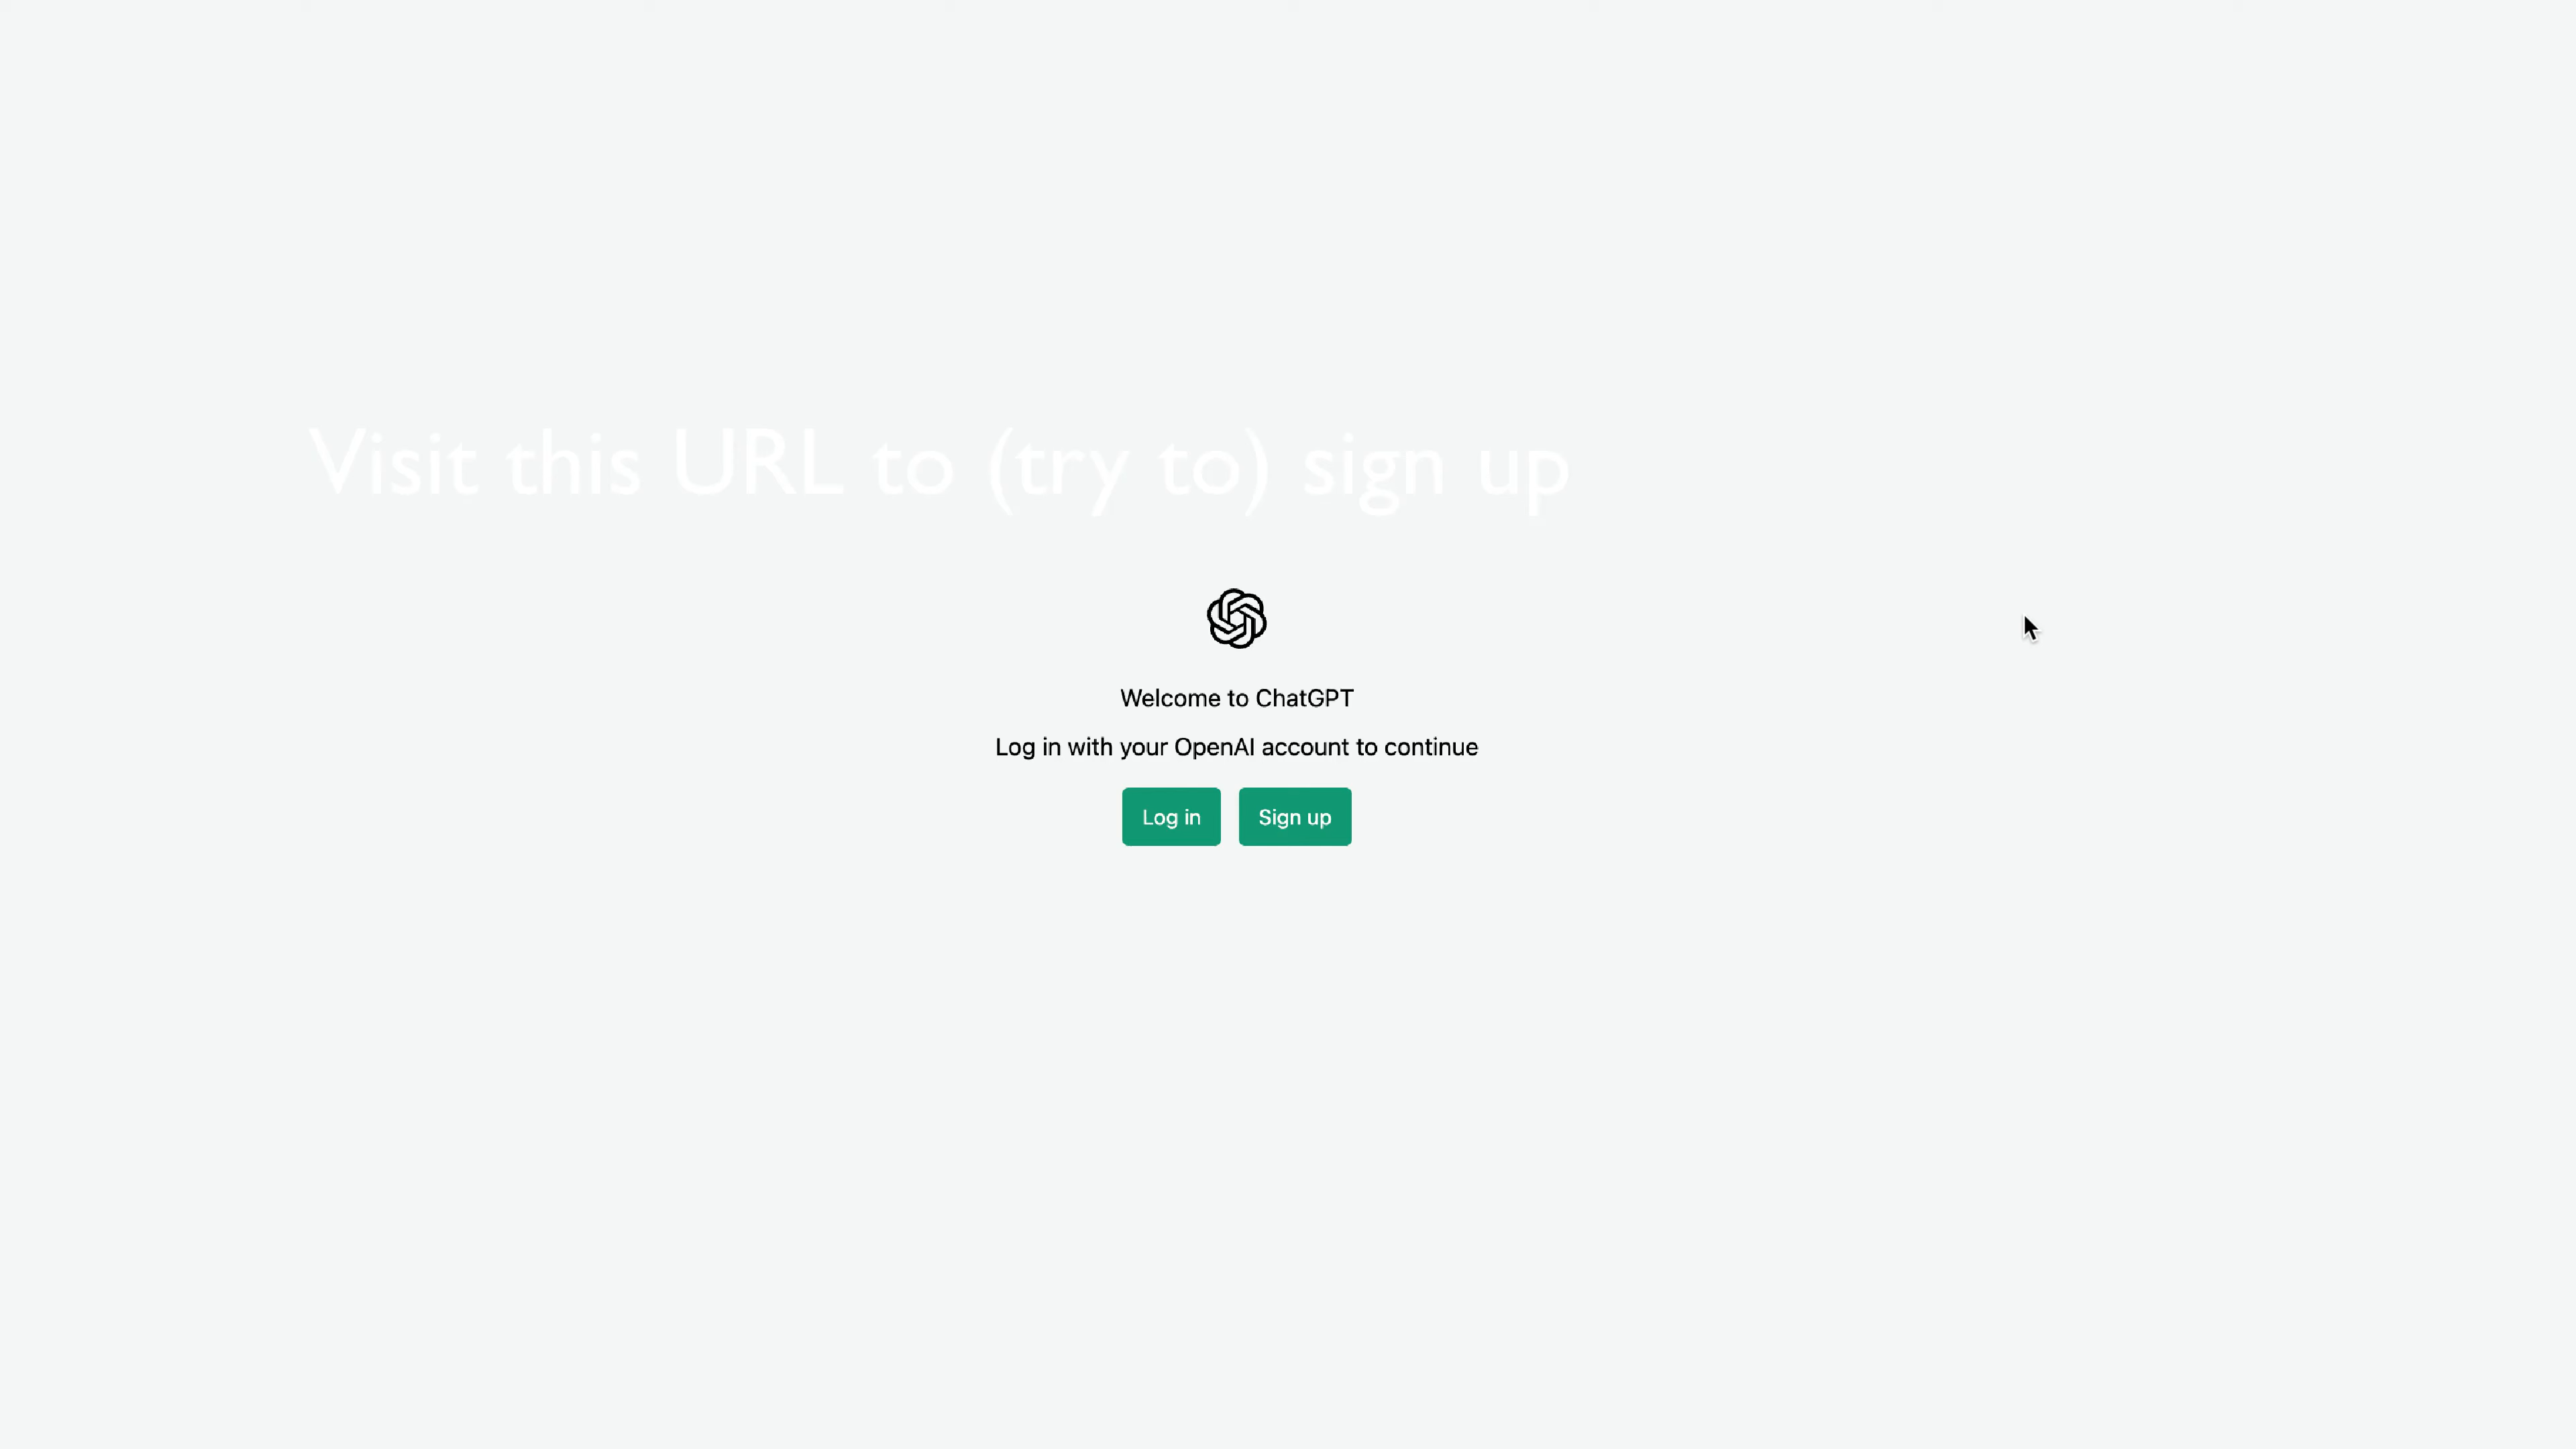 Visit this URL to (try to) sign up
Welcome to ChatGPT
Log in with your OpenAI account to continue
Log in
Sign up